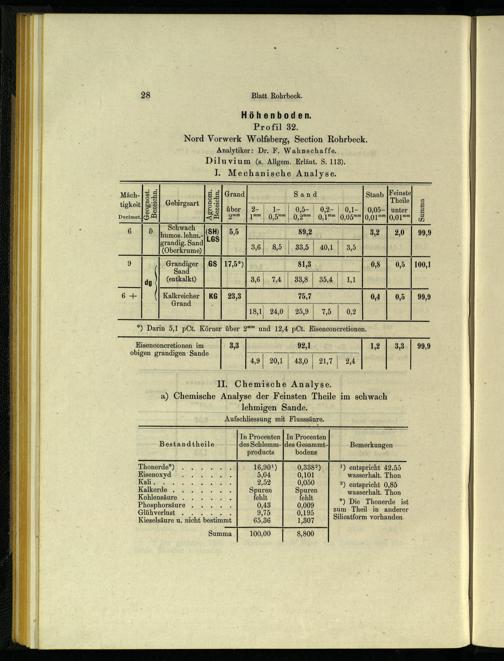 28 Blatt Rohrbeck.
Höhenboden.
Profil 32.
Nord Vorwerk Wolfsberg, Section Rohrbeck.
Analytiker: Dr. F. Wahnschaffe.
Diluvium (s. Allgem. Erläut. S. 113).
I. Mechanische Analyse.
Mächtigkeit Decimet. Geognost. Bezeichn. Gebirgsart Agronom. Bezeichn. Grand über 2mm Sand Staub 0,05– 0,01mm Feinste Theile unter 0,01mm Summa
2– 1mm 1– 0,5mm 0,5– 0,2mm 0,2– 0,1mm 0,1– 0,05mm
6 Schwach humos. lehm.- grandig. Sand (Oberkrume) (SH) LGS 5,5 89,2 3,2 2,0 99,9
3,6 8,5 33,5 40,1 3,5
9 dg Grandiger Sand (entkalkt) GS 17,5*) 81,3 0,8 0,5 100,1
3,6 7,4 33,8 35,4 1,1
6 + Kalkreicher Grand KG 23,3 75,7 0,4 0,5 99,9
18,1 24,0 25,9 7,5 0,2
*) Darin 5,1 pCt. Körner über 2mm und 12,4 pCt. Eisenconcretionen.
Eisenconcretionen im obigen grandigen Sande 3,3 92,1 1,2 3,3 99,9
4,9 20,1 43,0 21,7 2,4
II. Chemische Analyse.
a) Chemische Analyse der Feinsten Theile im schwach
lehmigen Sande.
Aufschliessung mit Flusssäure.
Bestandtheile In Procenten des Schlemm- products In Procenten des Gesammt- bodens Bemerkungen
Thonerde*) 16,90¹) 0,338²)
Eisenoxyd 5,04 0,101
Kali 2,52 0,050
Kalkerde Spuren Spuren
Kohlensäure fehlt fehlt
Phosphorsäure 0,43 0,009
Glühverlust 9,75 0,195
Kieselsäure u. nicht bestimmt 65,36 1,307
Summa 100,00 8,800
¹) entspricht 42,55
wasserhalt. Thon
²) entspricht 0,85
wasserhalt. Thon
*) Die Thonerde ist
zum Theil in anderer
Silicatform vorhanden